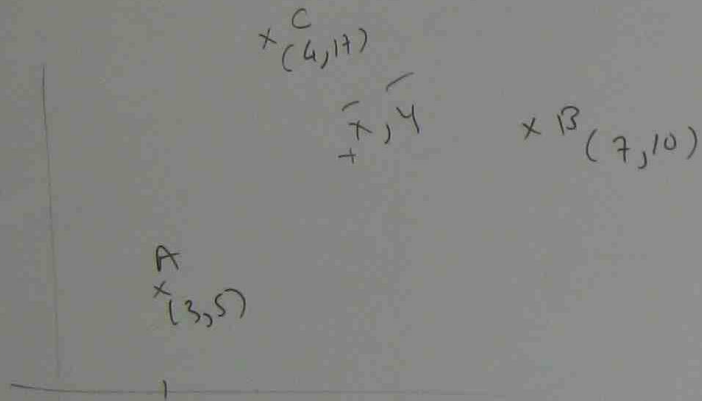 C
(4,17)
x̄, ȳ
B
(7,10)
A
(3,5)